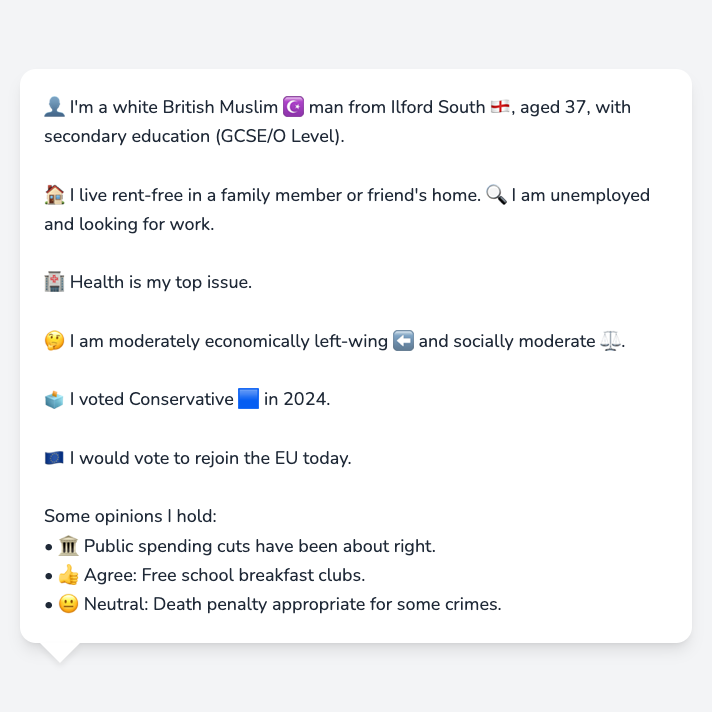 👤 I'm a white British Muslim ☪️ man from Ilford South 🏴󠁧󠁢󠁥󠁮󠁧󠁿, aged 37, with
secondary education (GCSE/O Level).
🏠 I live rent-free in a family member or friend's home. 🔍 I am unemployed
and looking for work.
🏥 Health is my top issue.
🤔 I am moderately economically left-wing ⬅️ and socially moderate ⚖️.
🗳️ I voted Conservative 🟦 in 2024.
🇪🇺 I would vote to rejoin the EU today.
Some opinions I hold:
• 🏛️ Public spending cuts have been about right.
• 👍 Agree: Free school breakfast clubs.
• 😐 Neutral: Death penalty appropriate for some crimes.